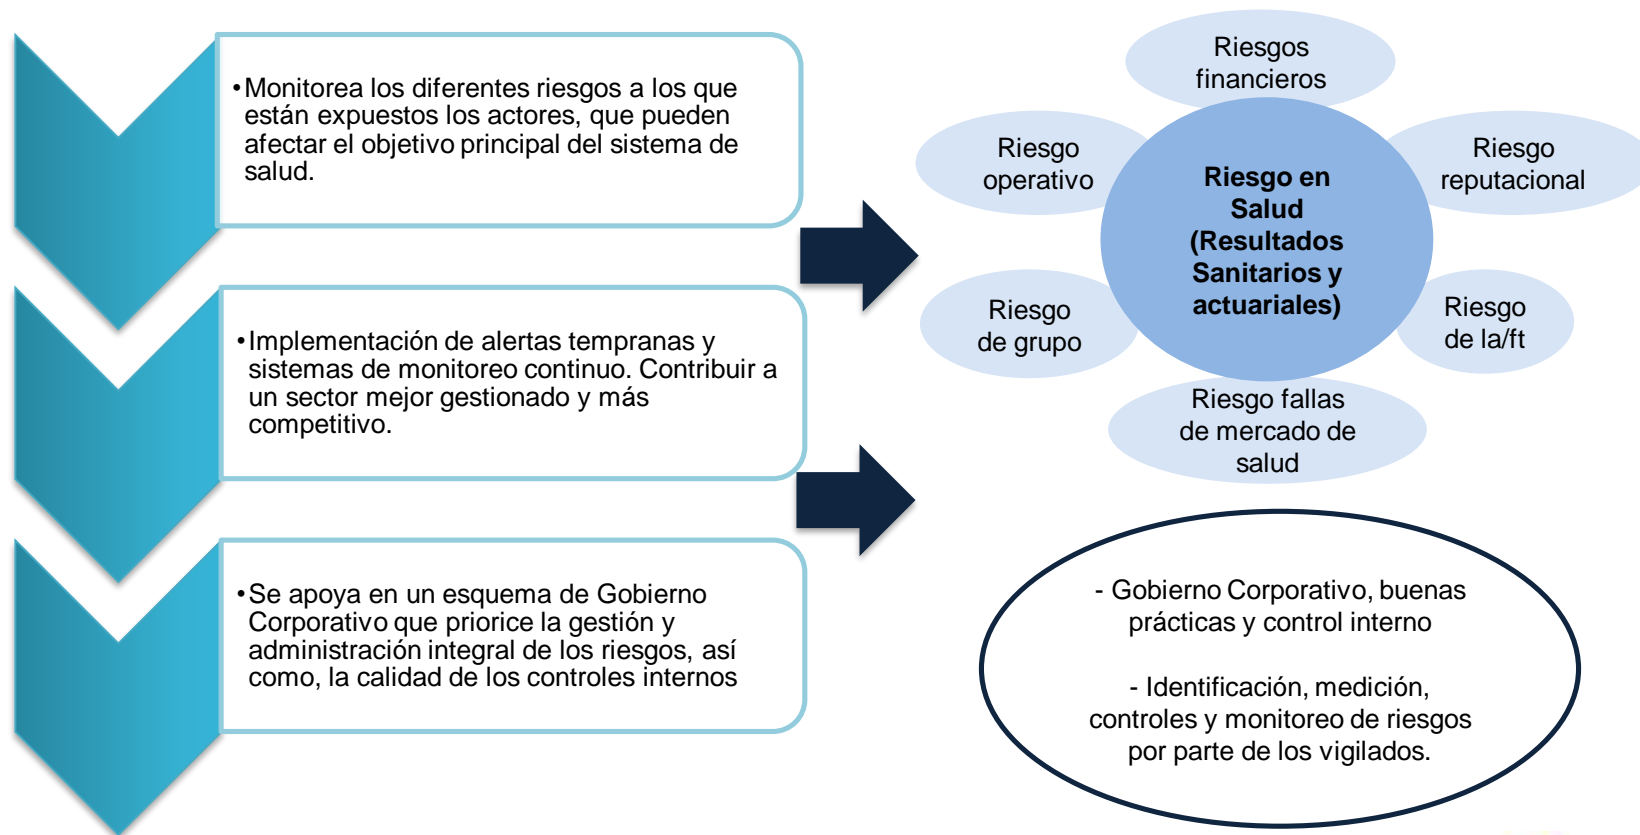 •Monitorea los diferentes riesgos a los que
están expuestos los actores, que pueden
afectar el objetivo principal del sistema de
salud.
•Implementación de alertas tempranas y
sistemas de monitoreo continuo. Contribuir a
un sector mejor gestionado y más
competitivo.
•Se apoya en un esquema de Gobierno
Corporativo que priorice la gestión y
administración integral de los riesgos, así
como, la calidad de los controles internos
Riesgos
financieros
Riesgo
operativo
Riesgo
reputacional
Riesgo en
Salud
(Resultados
Sanitarios y
actuariales)
Riesgo
de grupo
Riesgo
de la/ft
Riesgo fallas
de mercado de
salud
- Gobierno Corporativo, buenas
prácticas y control interno
- Identificación, medición,
controles y monitoreo de riesgos
por parte de los vigilados.